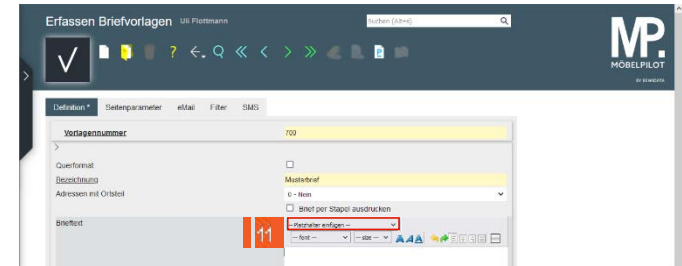 Erfassen Briefvorlagen Uli Flottmann
Suchen (Alt+s)
MP.
MÖBELPILOT
Definition * Seitenparameter eMail Filter SMS
Vorlagennummer 700
Querformat
Bezeichnung Musterbrief
Adressen mit Ortsteil 0 - Nein
Brief per Stapel ausdrucken
Brieftext -- Platzhalter einfügen --
11
-- font -- -- size --